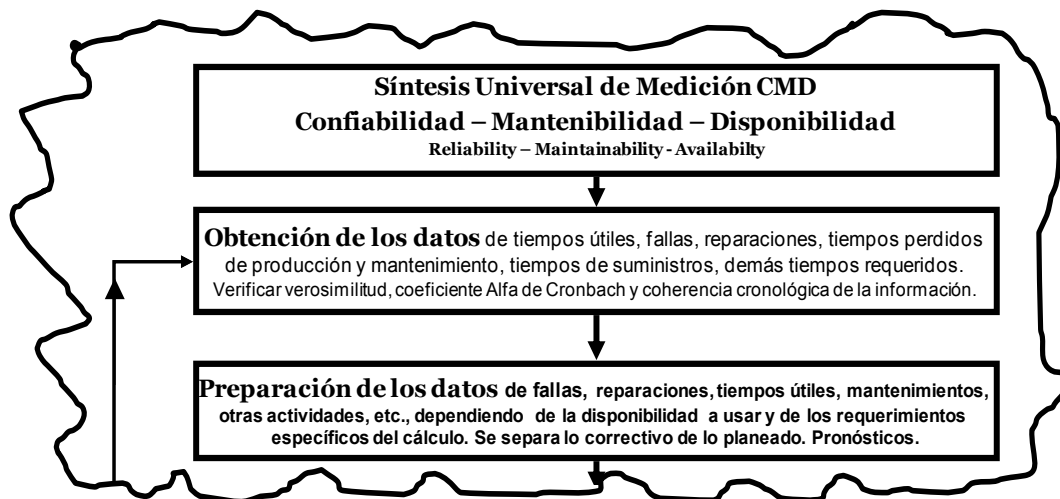 Síntesis Universal de Medición CMD
Confiabilidad – Mantenibilidad – Disponibilidad
Reliability – Maintainability - Availabilty
Obtención de los datos de tiempos útiles, fallas, reparaciones, tiempos perdidos
de producción y mantenimiento, tiempos de suministros, demás tiempos requeridos.
Verificar verosimilitud, coeficiente Alfa de Cronbach y coherencia cronológica de la información.
Preparación de los datos de fallas, reparaciones, tiempos útiles, mantenimientos,
otras actividades, etc., dependiendo de la disponibilidad a usar y de los requerimientos
específicos del cálculo. Se separa lo correctivo de lo planeado. Pronósticos.